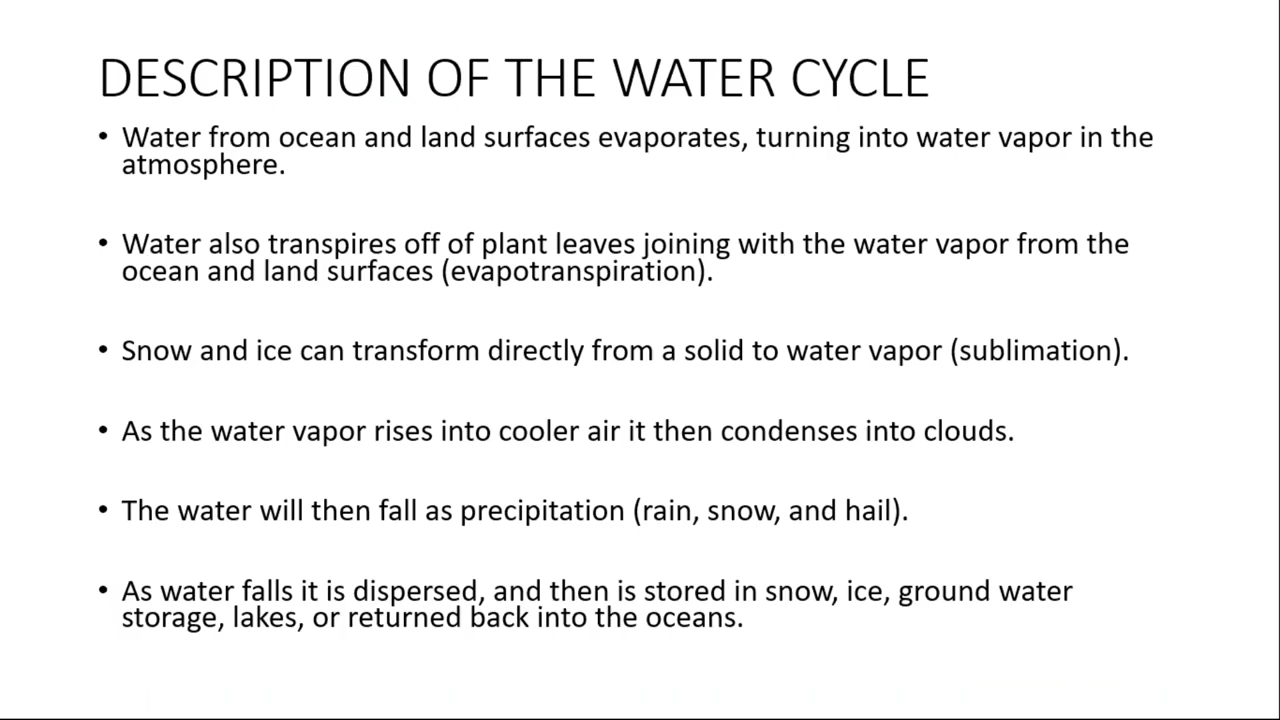 DESCRIPTION OF THE WATER CYCLE
• Water from ocean and land surfaces evaporates, turning into water vapor in the
atmosphere.
• Water also transpires off of plant leaves joining with the water vapor from the
ocean and land surfaces (evapotranspiration).
• Snow and ice can transform directly from a solid to water vapor (sublimation).
• As the water vapor rises into cooler air it then condenses into clouds.
• The water will then fall as precipitation (rain, snow, and hail).
• As water falls it is dispersed, and then is stored in snow, ice, ground water
storage, lakes, or returned back into the oceans.